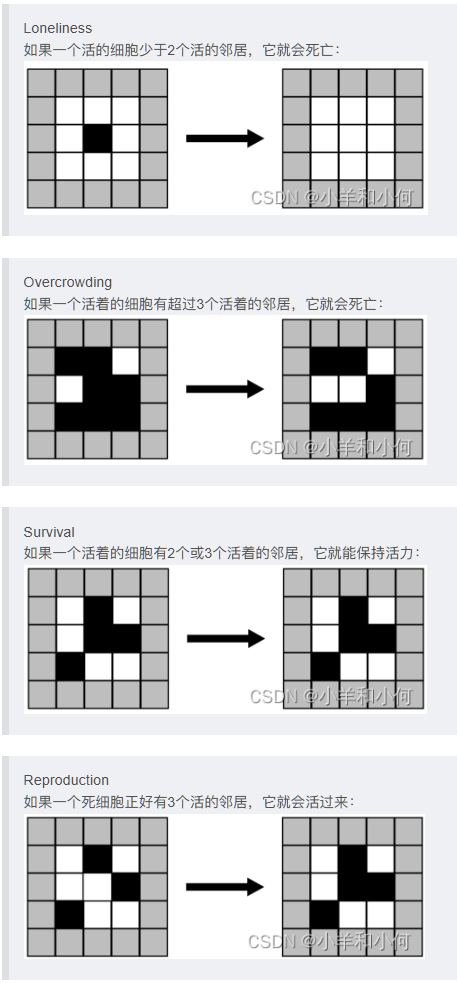 Loneliness
如果一个活的细胞少于2个活的邻居，它就会死亡：
CSDN @小羊和小何
Overcrowding
如果一个活着的细胞有超过3个活着的邻居，它就会死亡：
CSDN @小羊和小何
Survival
如果一个活着的细胞有2个或3个活着的邻居，它就能保持活力：
CSDN @小羊和小何
Reproduction
如果一个死细胞正好有3个活的邻居，它就会活过来：
CSDN @小羊和小何